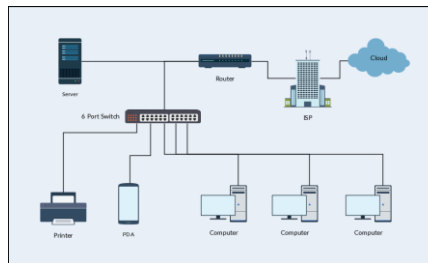 Cloud
Router
Server
ISP
6 Port Switch
Printer
PDA
Computer
Computer
Computer